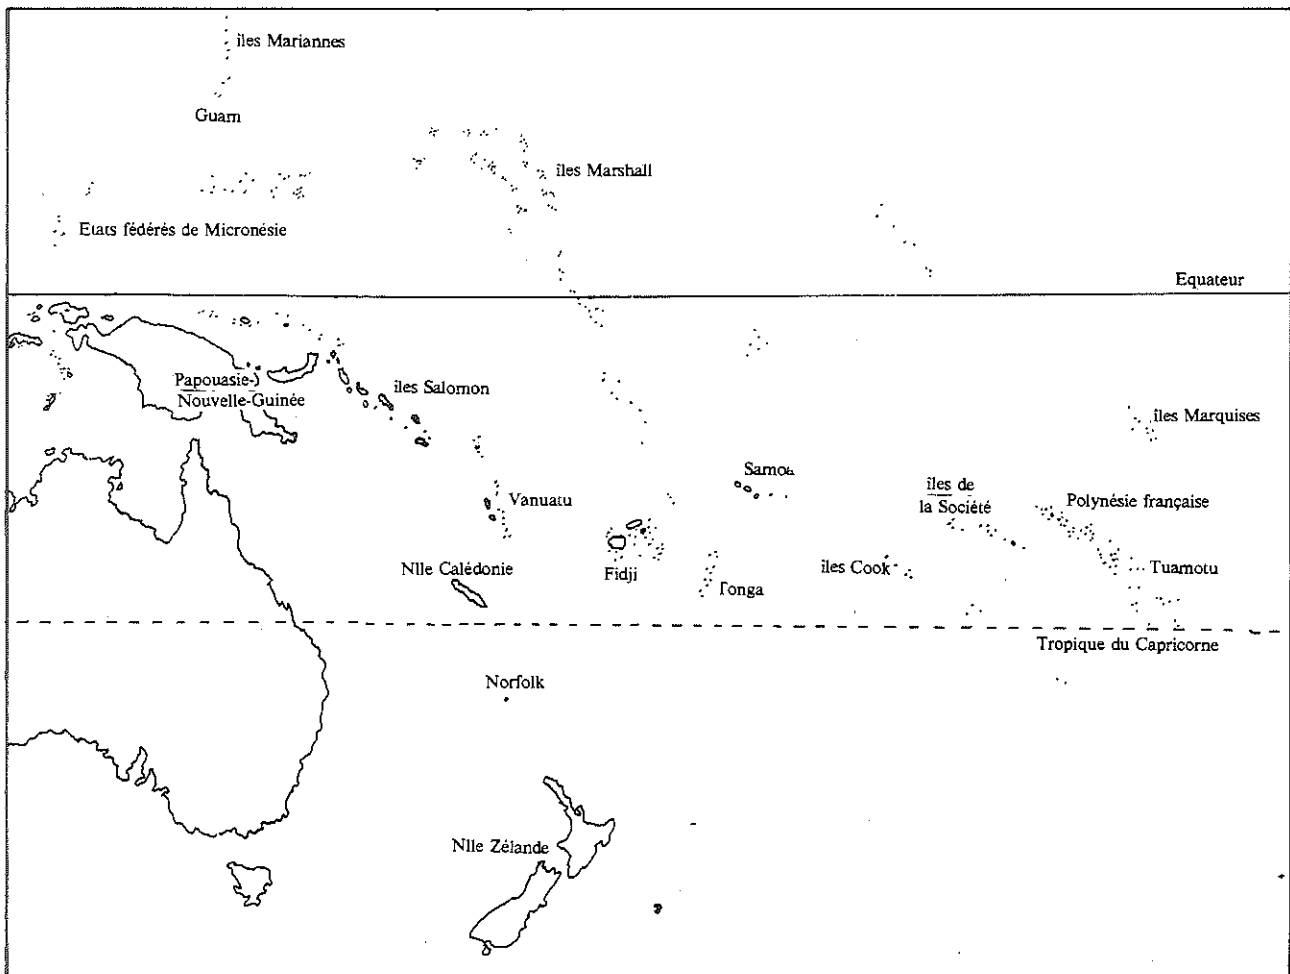 îles Mariannes
Guam
îles Marshall
Etats fédérés de Micronésie
Equateur
Papouasie-
Nouvelle-Guinée
îles Salomon
îles Marquises
Samoa
îles de
la Société
Vanuatu
Polynésie française
Nlle Calédonie
Fidji
Tonga
îles Cook
Tuamotu
Tropique du Capricorne
Norfolk
Nlle Zélande